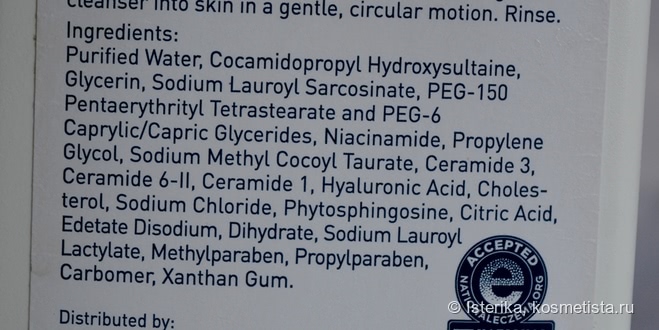 cleanser into skin in a gentle, circular motion. Rinse.
Ingredients:
Purified Water, Cocamidopropyl Hydroxysultaine,
Glycerin, Sodium Lauroyl Sarcosinate, PEG-150
Pentaerythrityl Tetrastearate and PEG-6
Caprylic/Capric Glycerides, Niacinamide, Propylene
Glycol, Sodium Methyl Cocoyl Taurate, Ceramide 3,
Ceramide 6-II, Ceramide 1, Hyaluronic Acid, Choles-
terol, Sodium Chloride, Phytosphingosine, Citric Acid,
Edetate Disodium, Dihydrate, Sodium Lauroyl
Lactylate, Methylparaben, Propylparaben,
Carbomer, Xanthan Gum.
ACCEPTED
e
Distributed by:
© Isterika, kosmetista.ru